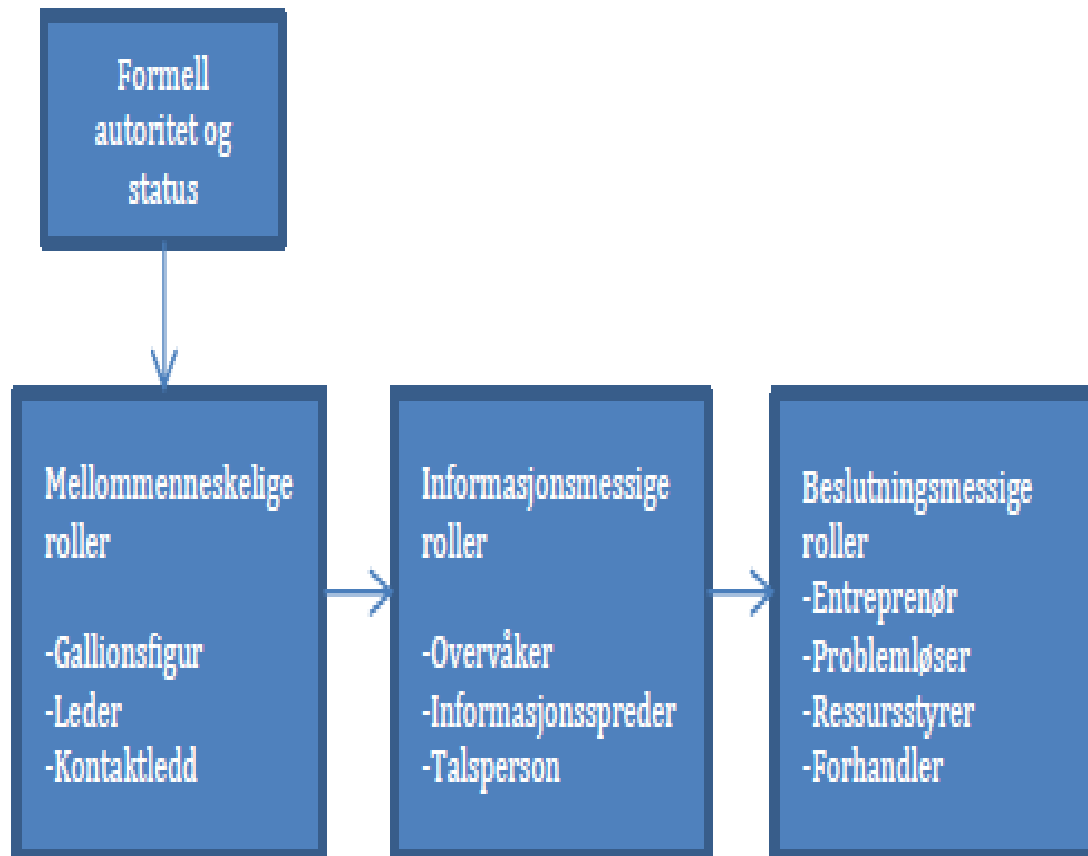 Formell
autoritet og
status
Mellommenneskelige
roller
-Gallionsfigur
-Leder
-Kontaktledd
Informasjonsmessige
roller
-Overvåker
-Informasjonsspreder
-Talsperson
Beslutningsmessige
roller
-Entreprenør
-Problemløser
-Ressursstyrer
-Forhandler